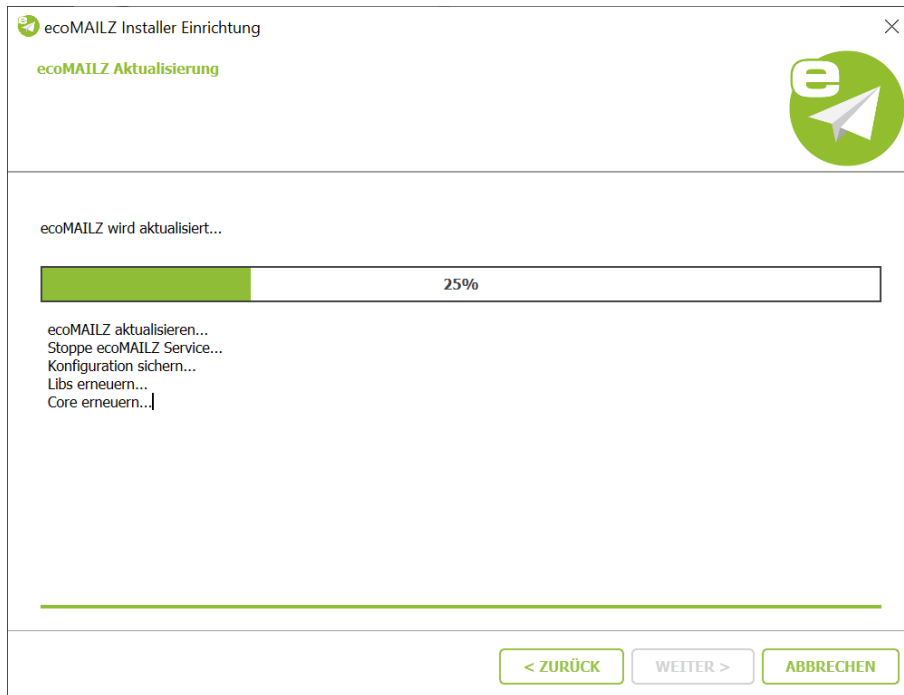 ecoMAILZ Installer Einrichtung
ecoMAILZ Aktualisierung
e
ecoMAILZ wird aktualisiert...
25%
ecoMAILZ aktualisieren...
Stoppe ecoMAILZ Service...
Konfiguration sichern...
Libs erneuern...
Core erneuern...
< ZURÜCK
WEITER >
ABBRECHEN